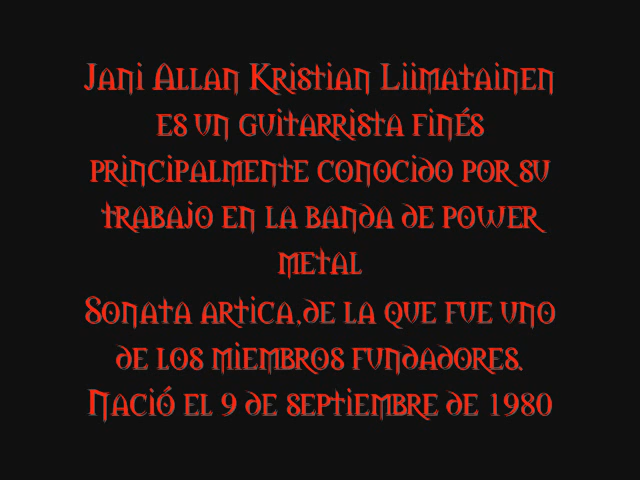 Jani Allan Kristian Liimatainen
es un guitarrista finés
principalmente conocido por su
trabajo en la banda de power
metal
Sonata artica,de la que fue uno
de los miembros fundadores.
Nació el 9 de septiembre de 1980